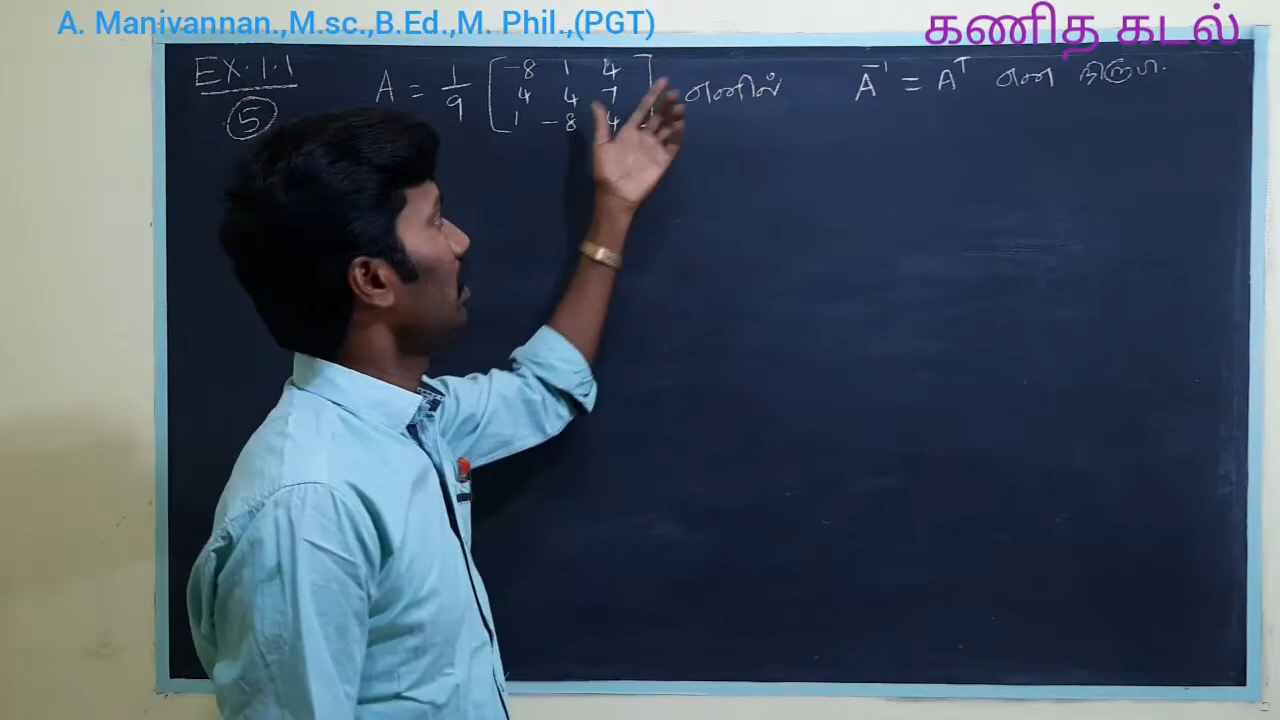 A. Manivannan.,M.sc.,B.Ed.,M. Phil.,(PGT)
கணித கடல்
EX.1.1
5
A = 1/9 [ -8 1 4
4 4 7
1 -8 4 ] எனில் A⁻¹ = Aᵀ என நிரூபி.